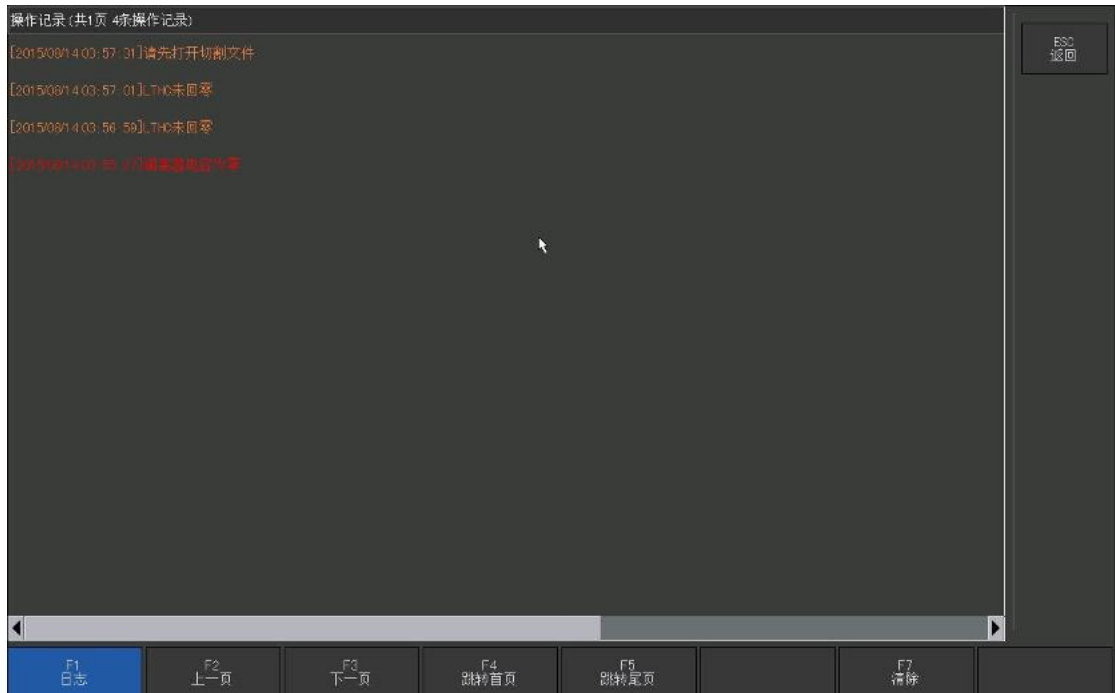 操作记录(共1页 4条操作记录)
[2015/08/14 03:57:31]请先打开切割文件
[2015/08/14 03:57:01]LTHC未回零
[2015/08/14 03:56:59]LTHC未回零
ESC
返回
F1
日志
F2
上一页
F3
下一页
F4
跳转首页
F5
跳转尾页
F7
清除